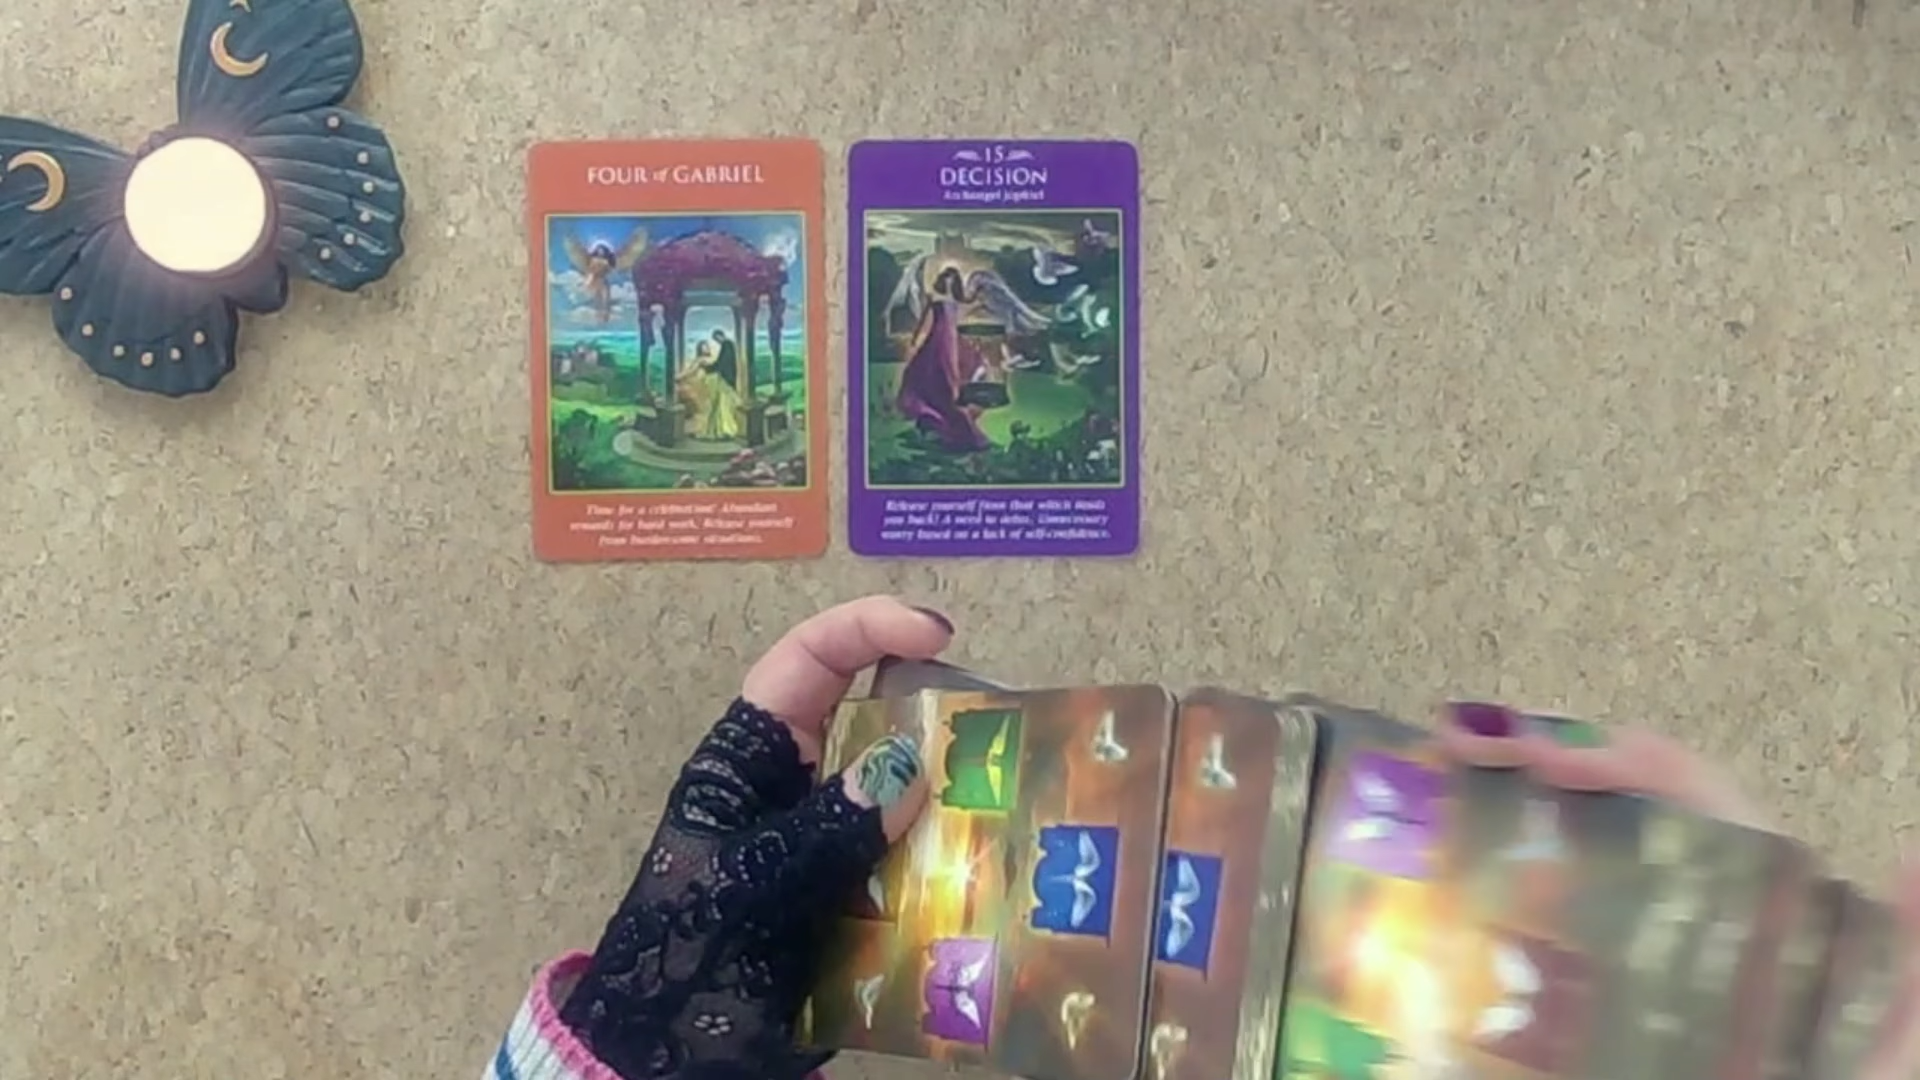 FOUR of GABRIEL
Time for a celebration! Abundant
rewards for hard work. Release yourself
from burdensome situations.
15
DECISION
Archangel Jophiel
Release yourself from that which holds
you back! A need to detox. Unnecessary
worry based on a lack of self-confidence.